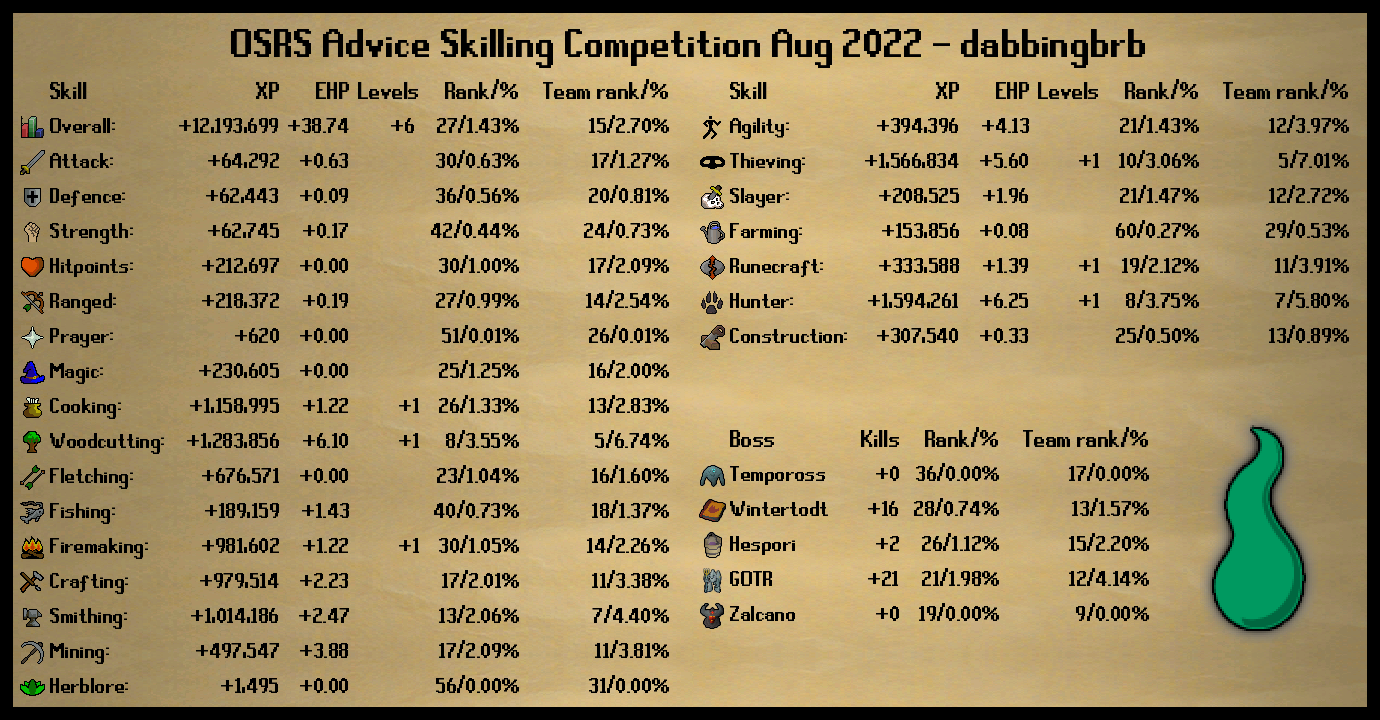 OSRS Advice Skilling Competition Aug 2022 - dabbingbrb
Skill XP EHP Levels Rank/% Team rank/%
Overall: +12,193,699 +38.74 +6 27/1.43% 15/2.70%
Attack: +64,292 +0.63 30/0.63% 17/1.27%
Defence: +62,443 +0.09 36/0.56% 20/0.81%
Strength: +62,745 +0.17 42/0.44% 24/0.73%
Hitpoints: +212,697 +0.00 30/1.00% 17/2.09%
Ranged: +218,372 +0.19 27/0.99% 14/2.54%
Prayer: +620 +0.00 51/0.01% 26/0.01%
Magic: +230,605 +0.00 25/1.25% 16/2.00%
Cooking: +1,158,995 +1.22 +1 26/1.33% 13/2.83%
Woodcutting: +1,283,856 +6.10 +1 8/3.55% 5/6.74%
Fletching: +676,571 +0.00 23/1.04% 16/1.60%
Fishing: +189,159 +1.43 40/0.73% 18/1.37%
Firemaking: +981,602 +1.22 +1 30/1.05% 14/2.26%
Crafting: +979,514 +2.23 17/2.01% 11/3.38%
Smithing: +1,014,186 +2.47 13/2.06% 7/4.40%
Mining: +497,547 +3.88 17/2.09% 11/3.81%
Herblore: +1,495 +0.00 56/0.00% 31/0.00%
Skill XP EHP Levels Rank/% Team rank/%
Agility: +394,396 +4.13 21/1.43% 12/3.97%
Thieving: +1,566,834 +5.60 +1 10/3.06% 5/7.01%
Slayer: +208,525 +1.96 21/1.47% 12/2.72%
Farming: +153,856 +0.08 60/0.27% 29/0.53%
Runecraft: +333,588 +1.39 +1 19/2.12% 11/3.91%
Hunter: +1,594,261 +6.25 +1 8/3.75% 7/5.80%
Construction: +307,540 +0.33 25/0.50% 13/0.89%
Boss Kills Rank/% Team rank/%
Tempoross +0 36/0.00% 17/0.00%
Wintertodt +16 28/0.74% 13/1.57%
Hespori +2 26/1.12% 15/2.20%
GOTR +21 21/1.98% 12/4.14%
Zalcano +0 19/0.00% 9/0.00%